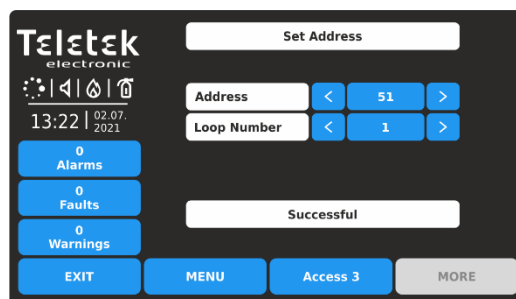 Teletek
electronic
13:22 02.07.
2021
0
Alarms
0
Faults
0
Warnings
Set Address
Address < 51 >
Loop Number < 1 >
Successful
EXIT MENU Access 3 MORE